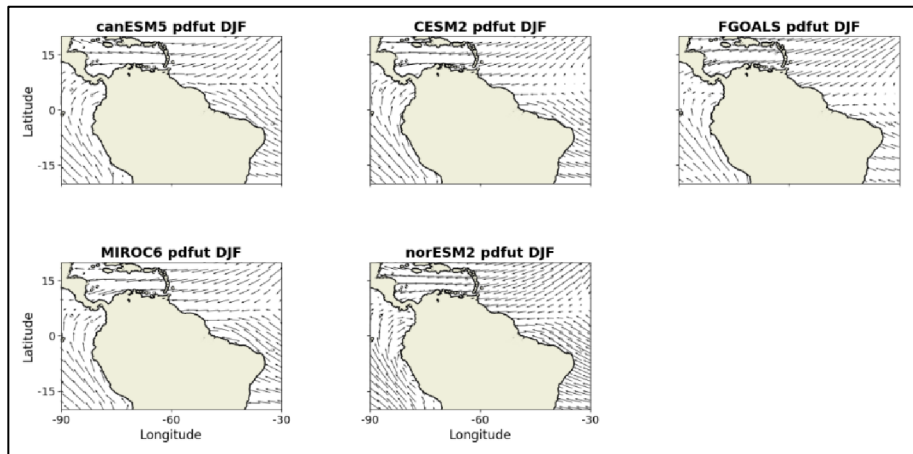 canESM5 pdfut DJF
CESM2 pdfut DJF
FGOALS pdfut DJF
Latitude
15
0
-15
MIROC6 pdfut DJF
norESM2 pdfut DJF
Latitude
15
0
-15
-90
-60
-30
-90
-60
-30
Longitude
Longitude